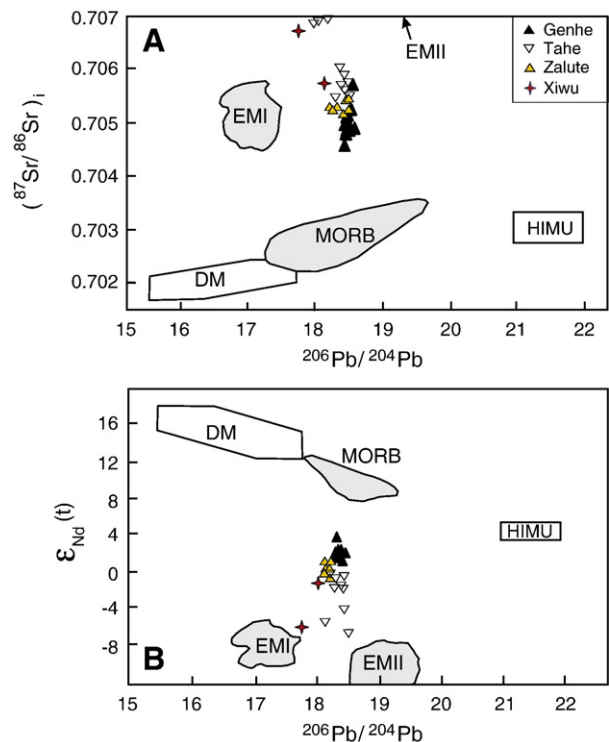 A
0.707
0.706
0.705
0.704
0.703
0.702
(87Sr/86Sr)i
EMII
EMI
MORB
DM
HIMU
Genhe
Tahe
Zalute
Xiwu
15 16 17 18 19 20 21 22
206Pb/204Pb
16
12
8
4
0
-4
-8
εNd(t)
DM
MORB
HIMU
EMI
EMII
B
15 16 17 18 19 20 21 22
206Pb/204Pb